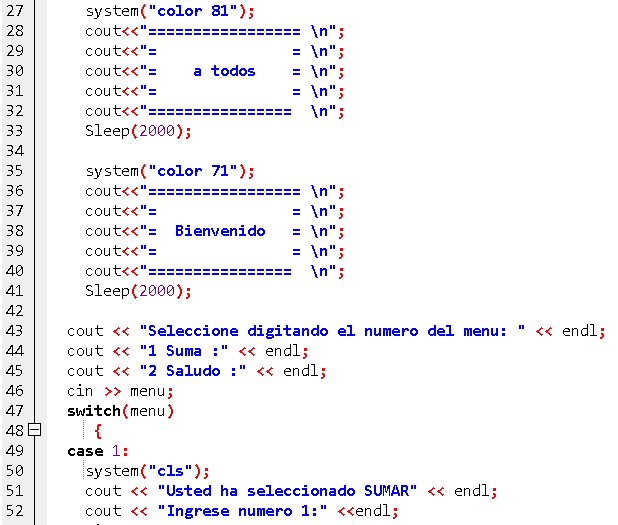 27 system("color 81");
28 cout<<"================= \n";
29 cout<<"=               = \n";
30 cout<<"=    a todos    = \n";
31 cout<<"=               = \n";
32 cout<<"================  \n";
33 Sleep(2000);
34
35 system("color 71");
36 cout<<"================= \n";
37 cout<<"=               = \n";
38 cout<<"=  Bienvenido   = \n";
39 cout<<"=               = \n";
40 cout<<"================  \n";
41 Sleep(2000);
42
43 cout << "Seleccione digitando el numero del menu: " << endl;
44 cout << "1 Suma :" << endl;
45 cout << "2 Saludo :" << endl;
46 cin >> menu;
47 switch(menu)
48 {
49 case 1:
50 system("cls");
51 cout << "Usted ha seleccionado SUMAR" << endl;
52 cout << "Ingrese numero 1:" <<endl;